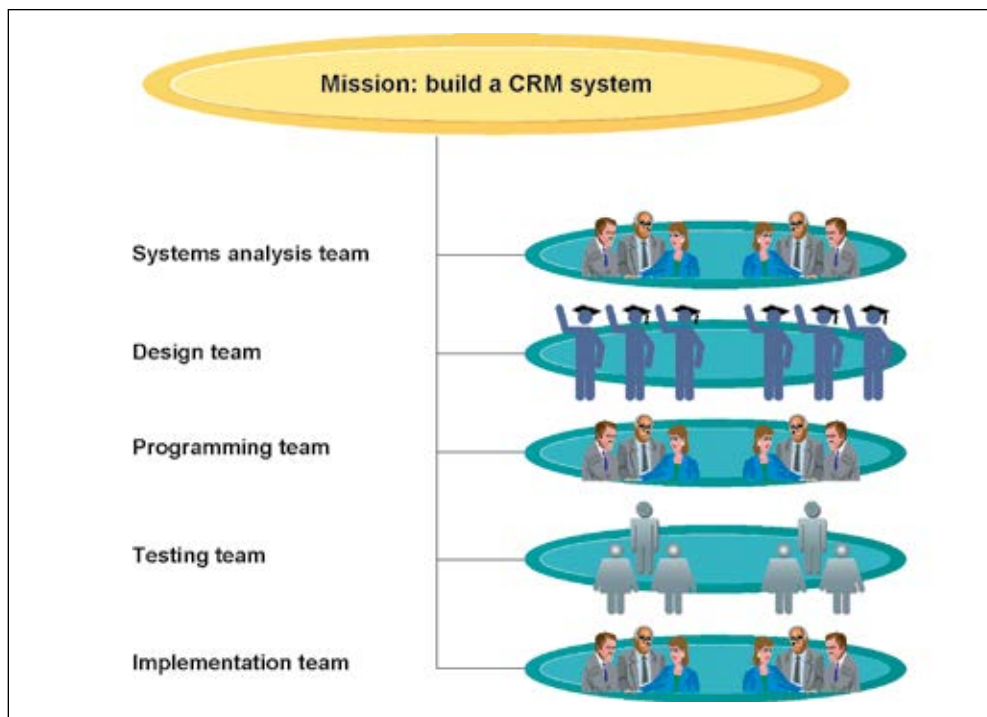 Mission: build a CRM system
Systems analysis team
Design team
Programming team
Testing team
Implementation team